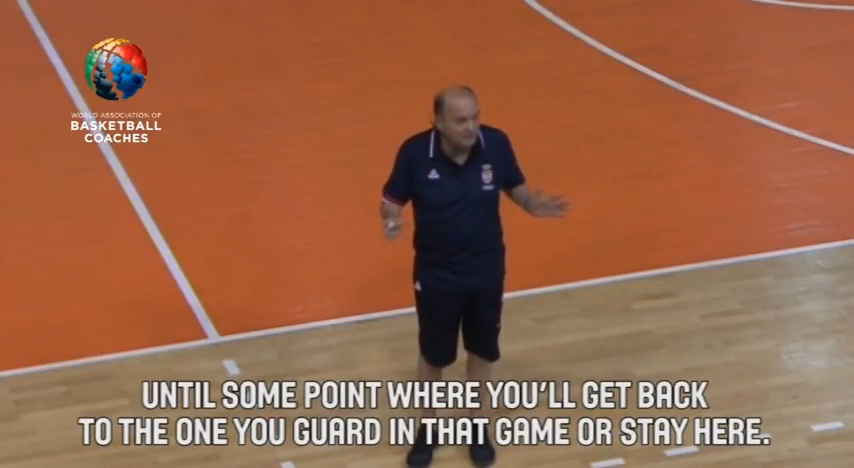 WORLD ASSOCIATION OF
BASKETBALL
COACHES
UNTIL SOME POINT WHERE YOU'LL GET BACK
TO THE ONE YOU GUARD IN THAT GAME OR STAY HERE.